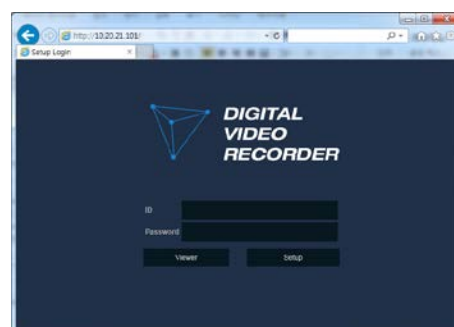 http://10.20.21.101/
Setup Login
DIGITAL
VIDEO
RECORDER
ID
Password
Viewer
Setup